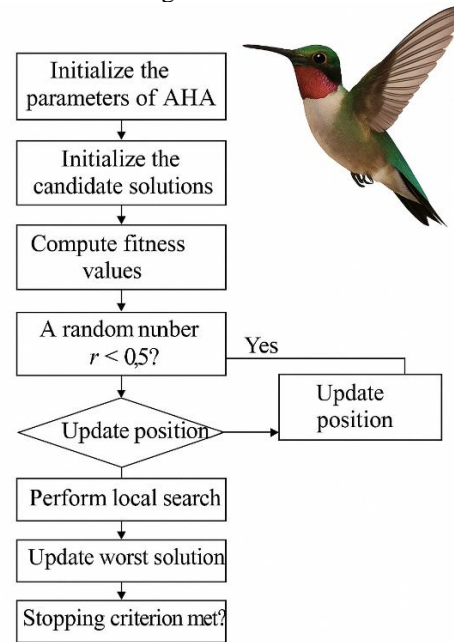 Initialize the
parameters of AHA
Initialize the
candidate solutions
Compute fitness
values
A random nunber
r < 0,5?
Yes
Update
position
Update position
Perform local search
Update worst solution
Stopping criterion met?